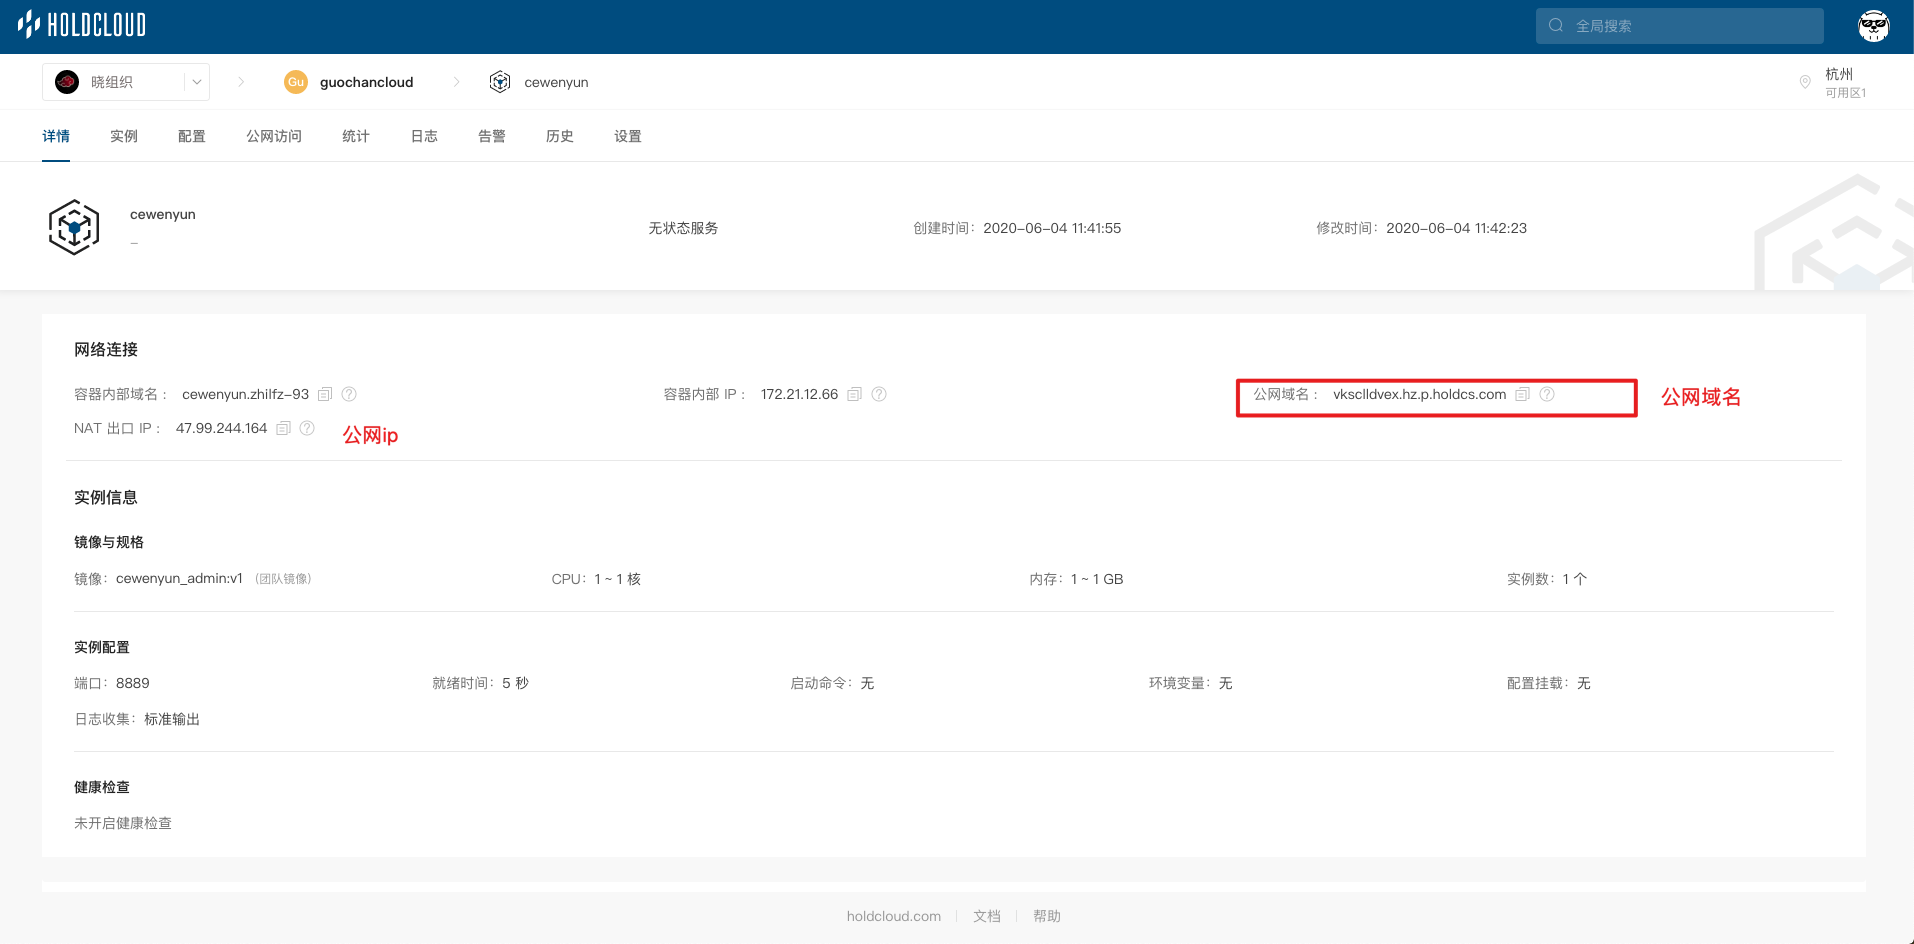 HOLDCLOUD
全局搜索
晓组织
Gu guochancloud
cewenyun
杭州
可用区1
详情 实例 配置 公网访问 统计 日志 告警 历史 设置
cewenyun
–
无状态服务
创建时间：2020-06-04 11:41:55
修改时间：2020-06-04 11:42:23
网络连接
容器内部域名： cewenyun.zhilfz-93
容器内部 IP： 172.21.12.66
公网域名： vksclldvex.hz.p.holdcs.com
公网域名
NAT 出口 IP： 47.99.244.164
公网ip
实例信息
镜像与规格
镜像：cewenyun_admin:v1 (团队镜像)
CPU：1 ~ 1 核
内存：1 ~ 1 GB
实例数：1 个
实例配置
端口：8889
就绪时间：5 秒
启动命令：无
环境变量：无
配置挂载：无
日志收集：标准输出
健康检查
未开启健康检查
holdcloud.com 文档 帮助